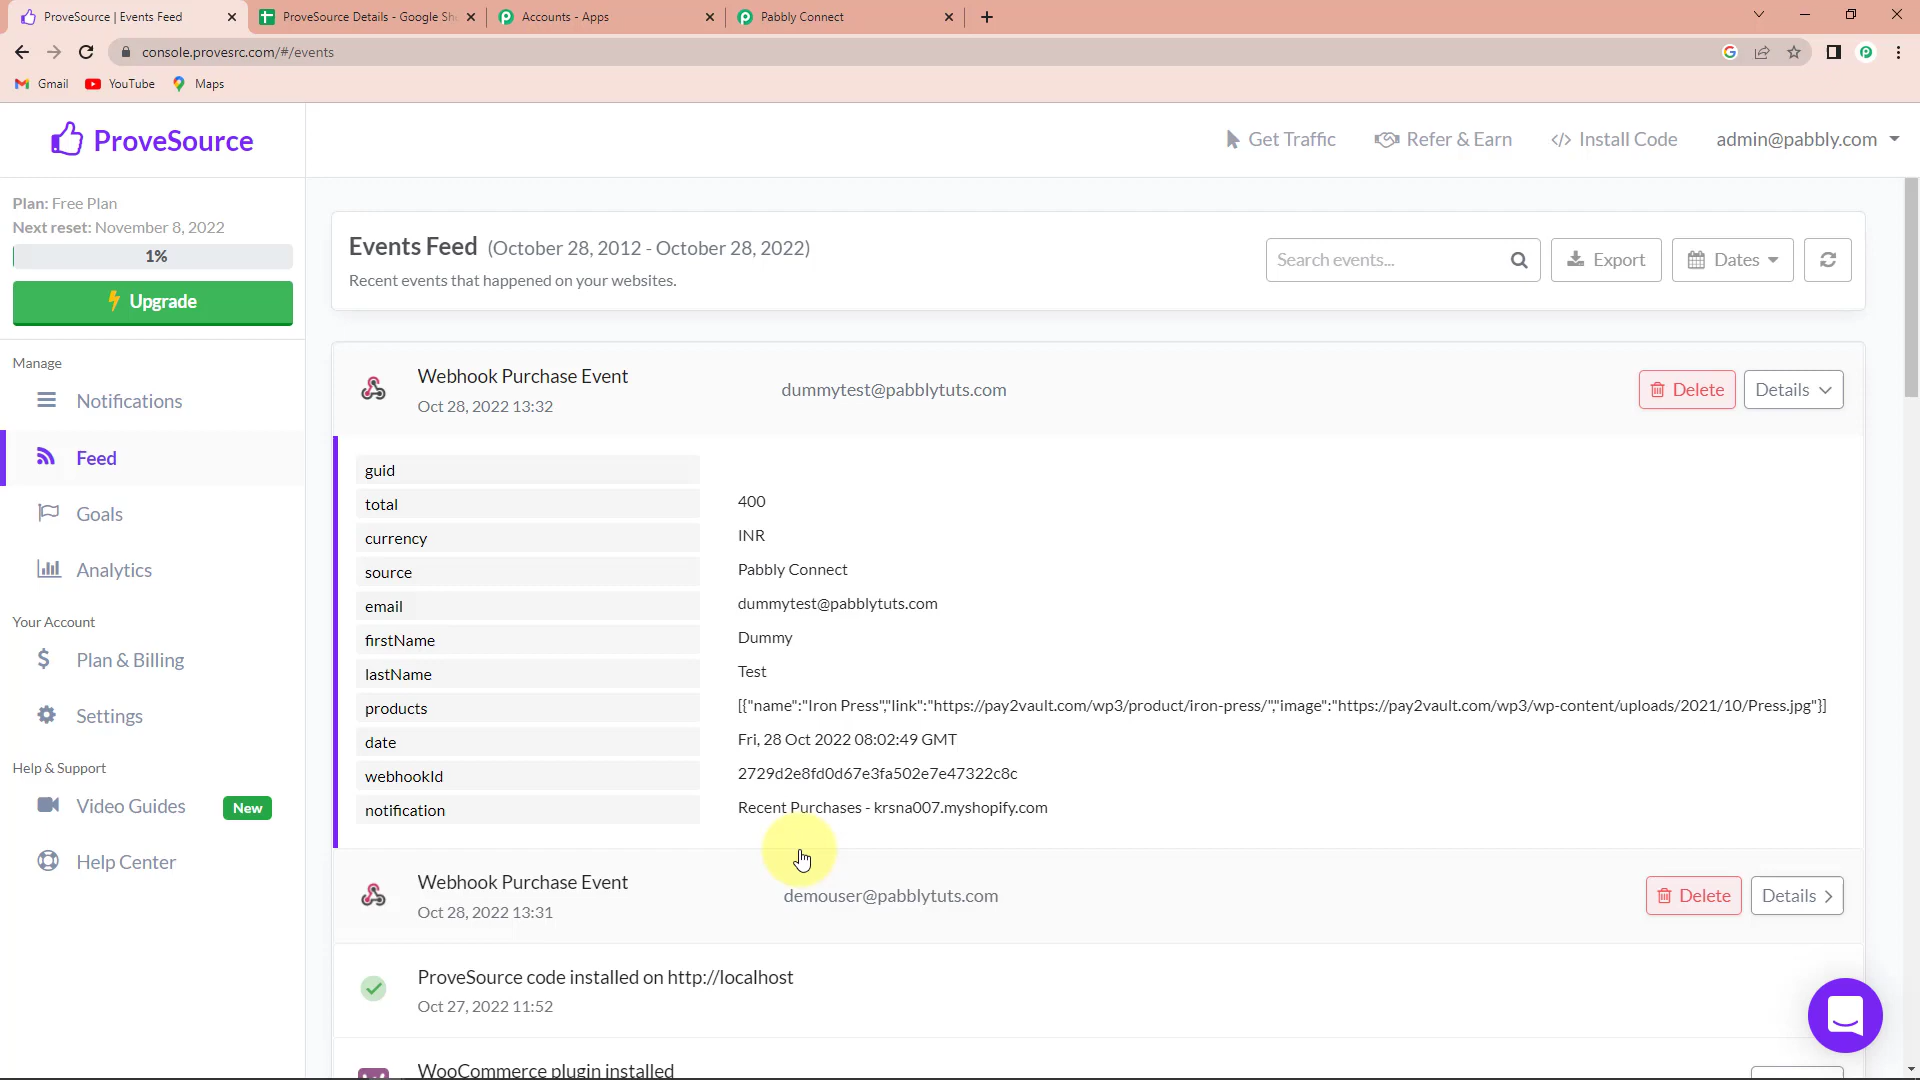 ProveSource | Events Feed
ProveSource Details - Google She
Accounts - Apps
Pabbly Connect
console.provesrc.com/#/events
Gmail
YouTube
Maps
ProveSource
Get Traffic
Refer & Earn
</> Install Code
admin@pabbly.com
Plan: Free Plan
Next reset: November 8, 2022
1%
Upgrade
Manage
Notifications
Feed
Goals
Analytics
Your Account
Plan & Billing
Settings
Help & Support
Video Guides New
Help Center
Events Feed (October 28, 2012 - October 28, 2022)
Recent events that happened on your websites.
Search events...
Export
Dates
Webhook Purchase Event
Oct 28, 2022 13:32
dummytest@pabblytuts.com
Delete
Details
guid
total 400
currency INR
source Pabbly Connect
email dummytest@pabblytuts.com
firstName Dummy
lastName Test
products [{"name":"Iron Press","link":"https://pay2vault.com/wp3/product/iron-press/","image":"https://pay2vault.com/wp3/wp-content/uploads/2021/10/Press.jpg"}]
date Fri, 28 Oct 2022 08:02:49 GMT
webhookId 2729d2e8fd0d67e3fa502e7e47322c8c
notification Recent Purchases - krsna007.myshopify.com
Webhook Purchase Event
Oct 28, 2022 13:31
demouser@pabblytuts.com
Delete
Details
ProveSource code installed on http://localhost
Oct 27, 2022 11:52
WooCommerce plugin installed